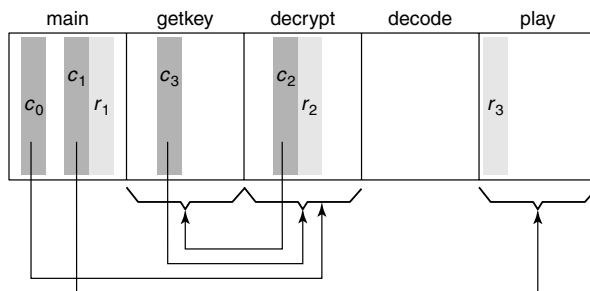 main getkey decrypt decode play
c₀ c₁ r₁ c₃ c₂ r₂ r₃